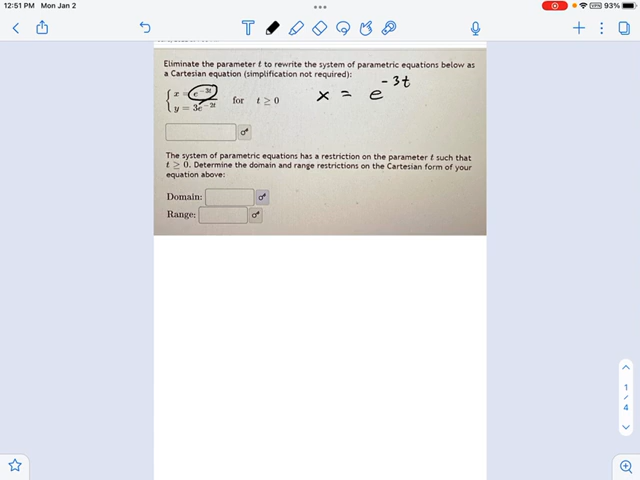 12:51 PM Mon Jan 2
VPN 93%
T
Eliminate the parameter t to rewrite the system of parametric equations below as
a Cartesian equation (simplification not required):
x = e^{-3t}
y = 3e^{-2t}
for t ≥ 0
x = e^{-3t}
The system of parametric equations has a restriction on the parameter t such that
t ≥ 0. Determine the domain and range restrictions on the Cartesian form of your
equation above:
Domain:
Range:
1
/
4